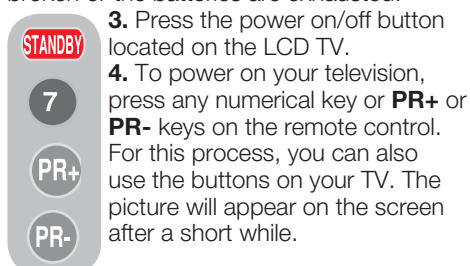 broken or the batteries are exhausted.
3. Press the power on/off button
located on the LCD TV.
4. To power on your television,
press any numerical key or PR+ or
PR- keys on the remote control.
For this process, you can also
use the buttons on your TV. The
picture will appear on the screen
after a short while.
STANDBY
7
PR+
PR-